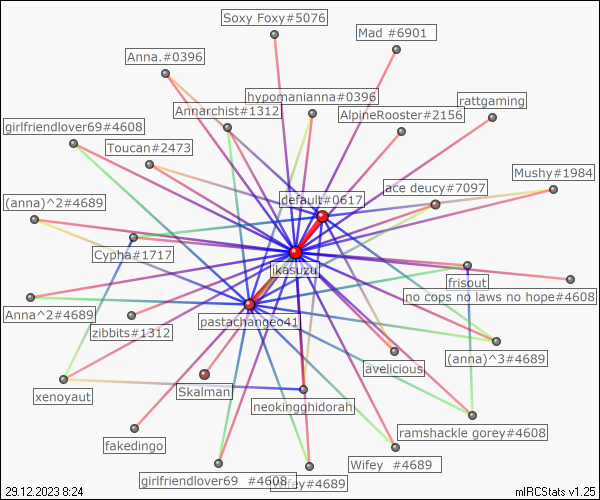 Soxy Foxy#5076
Mad #6901
Anna.#0396
hypomanianna#0396
rattgaming
Annarchist#1312
AlpineRooster#2156
girlfriendlover69#4608
Toucan#2473
Mushy#1984
ace deucy#7097
default#0617
(anna)^2#4689
Cypha#1717
ikasuzu
frisout
no cops no laws no hope#4608
Anna^2#4689
pastachangeo41
zibbits#1312
(anna)^3#4689
avelicious
xenoyaut
Skalman
neokingghidorah
ramshackle gorey#4608
fakedingo
Wifey #4689
girlfriendlover69 #4608
ifey#4689
29.12.2023 8:24
mIRCStats v1.25